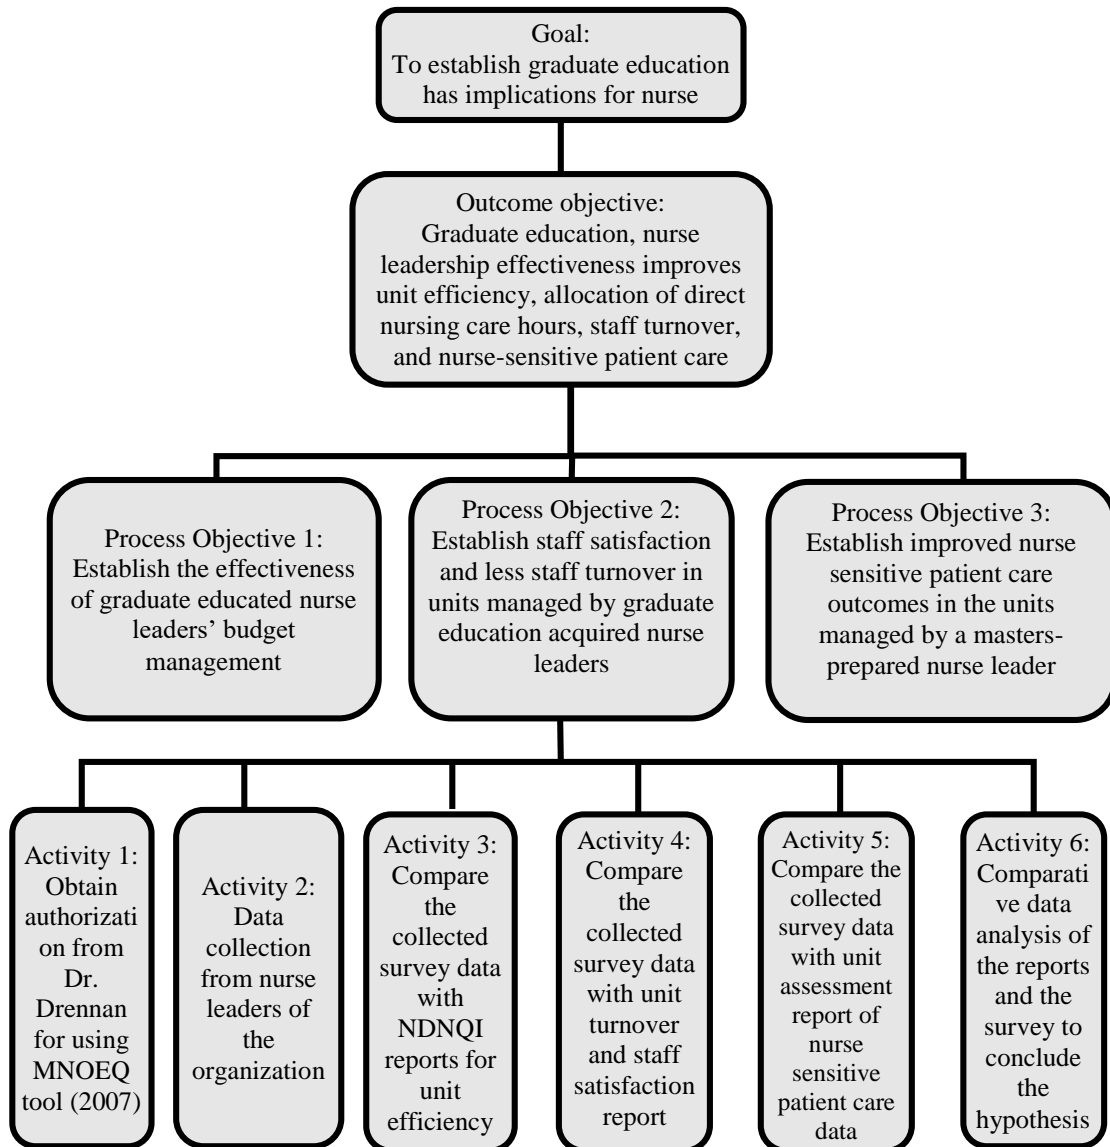 Goal:
To establish graduate education
has implications for nurse
Outcome objective:
Graduate education, nurse
leadership effectiveness improves
unit efficiency, allocation of direct
nursing care hours, staff turnover,
and nurse-sensitive patient care
Process Objective 1:
Establish the effectiveness
of graduate educated nurse
leaders’ budget
management
Process Objective 2:
Establish staff satisfaction
and less staff turnover in
units managed by graduate
education acquired nurse
leaders
Process Objective 3:
Establish improved nurse
sensitive patient care
outcomes in the units
managed by a masters-
prepared nurse leader
Activity 1:
Obtain
authorizati
on from
Dr.
Drennan
for using
MNOEQ
tool (2007)
Activity 2:
Data
collection
from nurse
leaders of
the
organization
Activity 3:
Compare
the
collected
survey data
with
NDNQI
reports for
unit
efficiency
Activity 4:
Compare
the
collected
survey data
with unit
turnover
and staff
satisfaction
report
Activity 5:
Compare the
collected
survey data
with unit
assessment
report of
nurse
sensitive
patient care
data
Activity 6:
Comparati
ve data
analysis of
the reports
and the
survey to
conclude
the
hypothesis